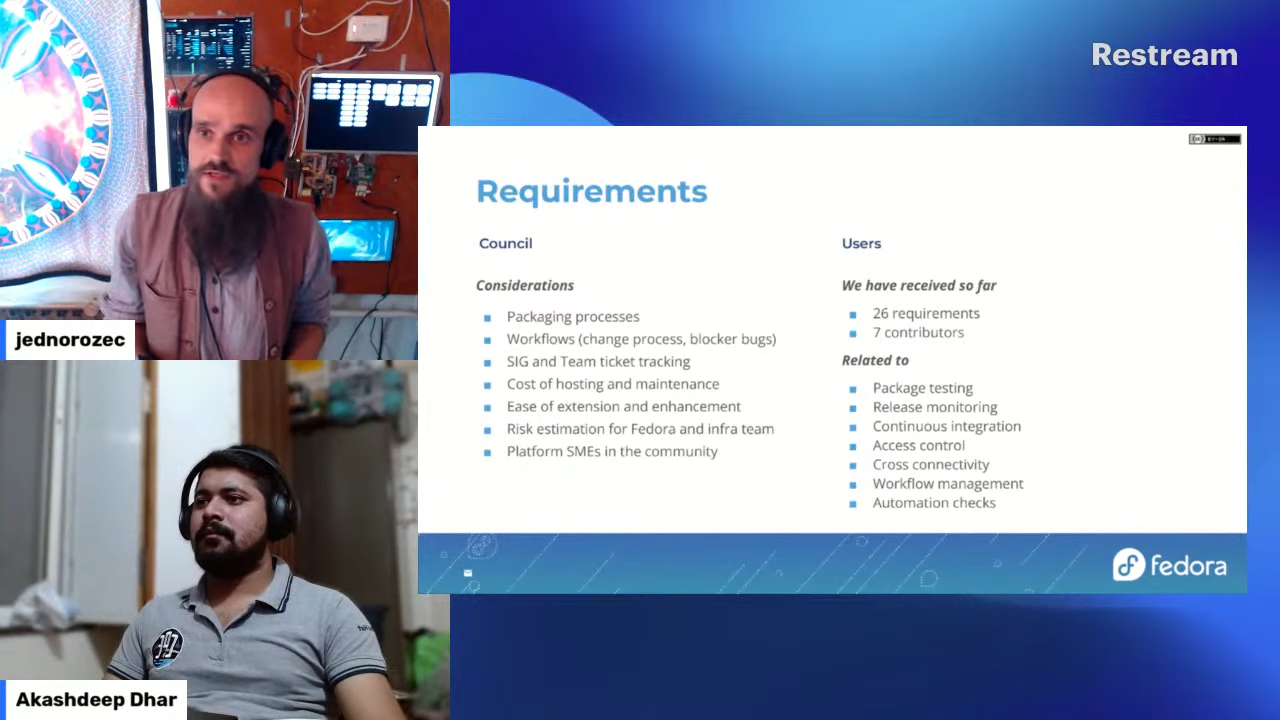 Restream
jednorozec
Akashdeep Dhar
Requirements
Council
Considerations
Packaging processes
Workflows (change process, blocker bugs)
SIG and Team ticket tracking
Cost of hosting and maintenance
Ease of extension and enhancement
Risk estimation for Fedora and infra team
Platform SMEs in the community
Users
We have received so far
26 requirements
7 contributors
Related to
Package testing
Release monitoring
Continuous integration
Access control
Cross connectivity
Workflow management
Automation checks
fedora